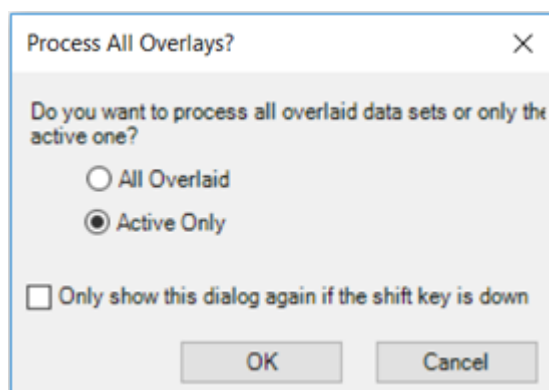 Process All Overlays?
Do you want to process all overlaid data sets or only the
active one?
All Overlaid
Active Only
Only show this dialog again if the shift key is down
OK
Cancel